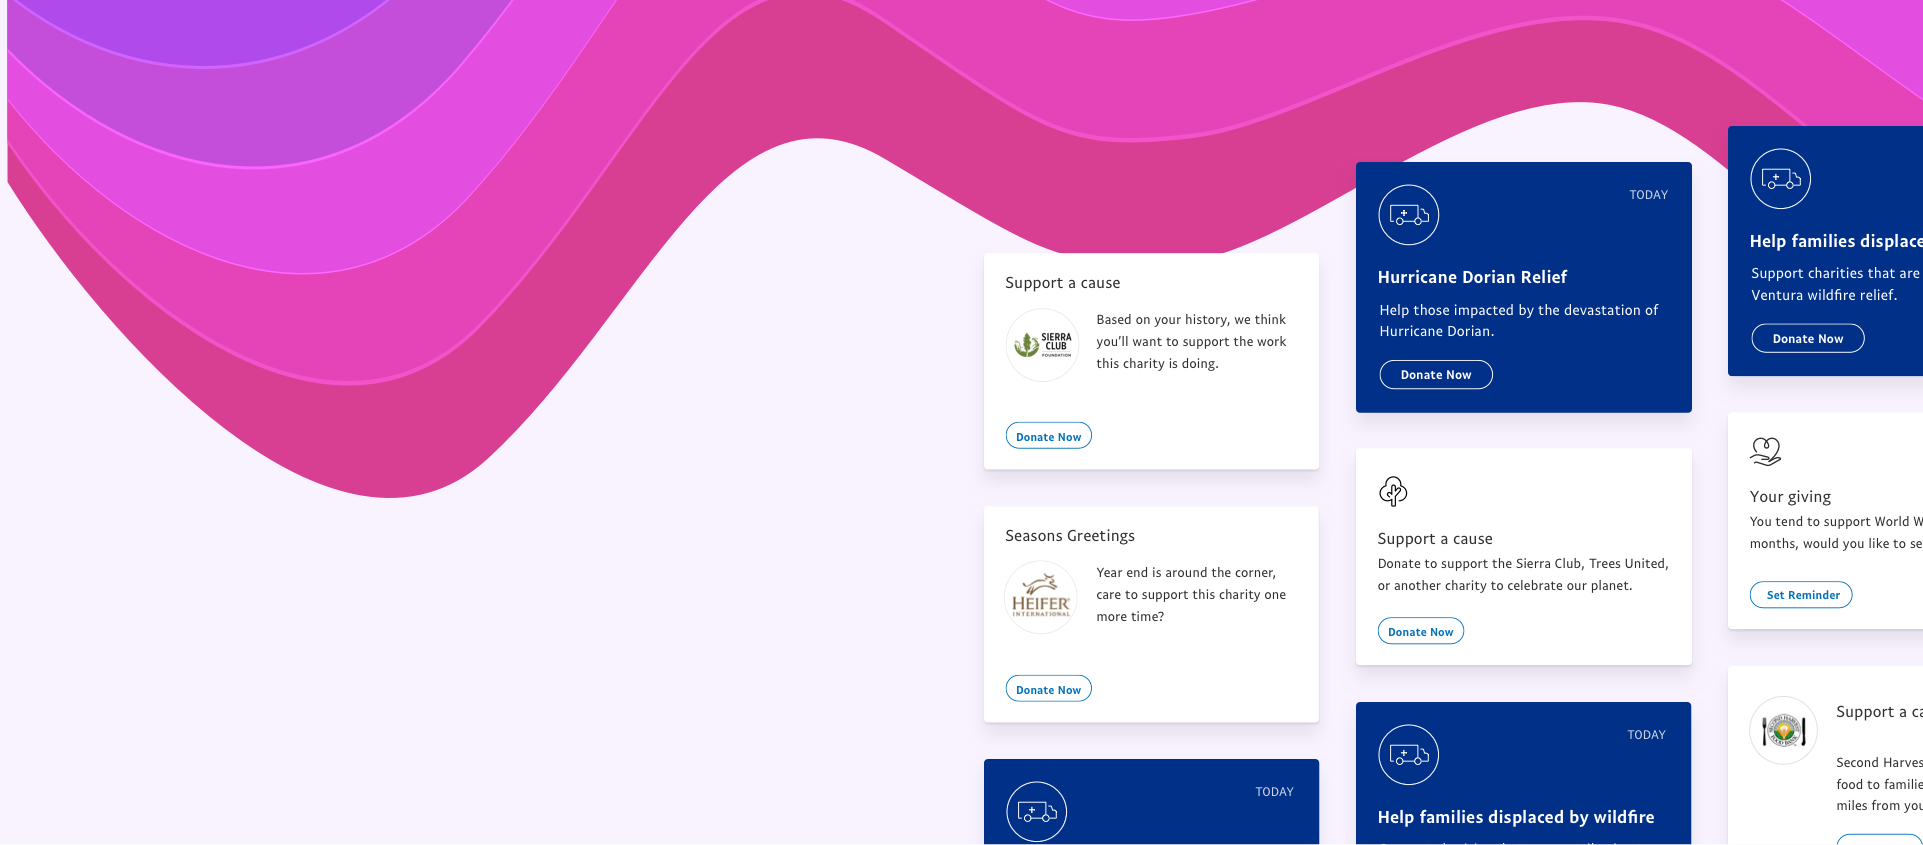 Support a cause
SIERRA
CLUB
FOUNDATION
Based on your history, we think
you'll want to support the work
this charity is doing.
Donate Now
Seasons Greetings
HEIFER
INTERNATIONAL
Year end is around the corner,
care to support this charity one
more time?
Donate Now
TODAY
TODAY
Hurricane Dorian Relief
Help those impacted by the devastation of
Hurricane Dorian.
Donate Now
Support a cause
Donate to support the Sierra Club, Trees United,
or another charity to celebrate our planet.
Donate Now
TODAY
Help families displaced by wildfire
Help families displace
Support charities that are
Ventura wildfire relief.
Donate Now
Your giving
You tend to support World W
months, would you like to se
Set Reminder
SECOND HARVEST
FOOD BANK
Support a ca
Second Harves
food to familie
miles from you